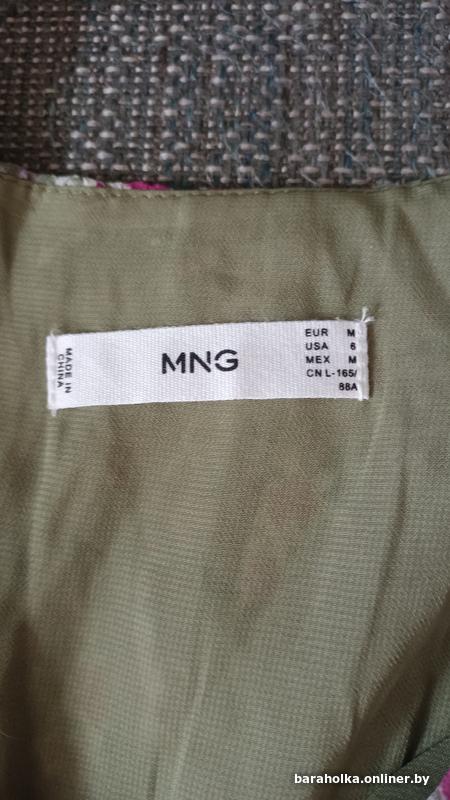 MADE IN
CHINA
MNG
EUR M
USA 6
MEX M
CN L-165/
88A
baraholka.onliner.by